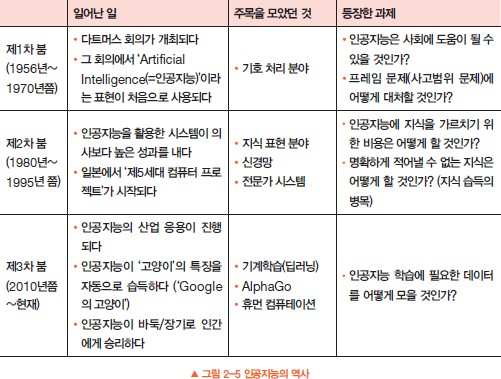 일어난 일
주목을 모았던 것
등장한 과제
제1차 붐
(1956년~
1970년쯤)
• 다트머스 회의가 개최되다
• 그 회의에서 ‘Artificial
Intelligence(=인공지능)’이라
는 표현이 처음으로 사용되다
• 기호 처리 분야
• 인공지능은 사회에 도움이 될 수
있을 것인가?
• 프레임 문제(사고범위 문제)에
어떻게 대처할 것인가?
제2차 붐
(1980년~
1995년 쯤)
• 인공지능을 활용한 시스템이 의
사보다 높은 성과를 내다
• 일본에서 ‘제5세대 컴퓨터 프로
젝트’가 시작되다
• 지식 표현 분야
• 신경망
• 전문가 시스템
• 인공지능에 지식을 가르치기 위
한 비용은 어떻게 할 것인가?
• 명확하게 적어낼 수 없는 지식은
어떻게 할 것인가? (지식 습득의
병목)
제3차 붐
(2010년쯤
~현재)
• 인공지능의 산업 응용이 진행
되다
• 인공지능이 ‘고양이’의 특징을
자동으로 습득하다 (‘Google
의 고양이’)
• 인공지능이 바둑/장기로 인간
에게 승리하다
• 기계학습(딥러닝)
• AlphaGo
• 휴먼 컴퓨테이션
• 인공지능 학습에 필요한 데이터
를 어떻게 모을 것인가?
▲ 그림 2-5 인공지능의 역사